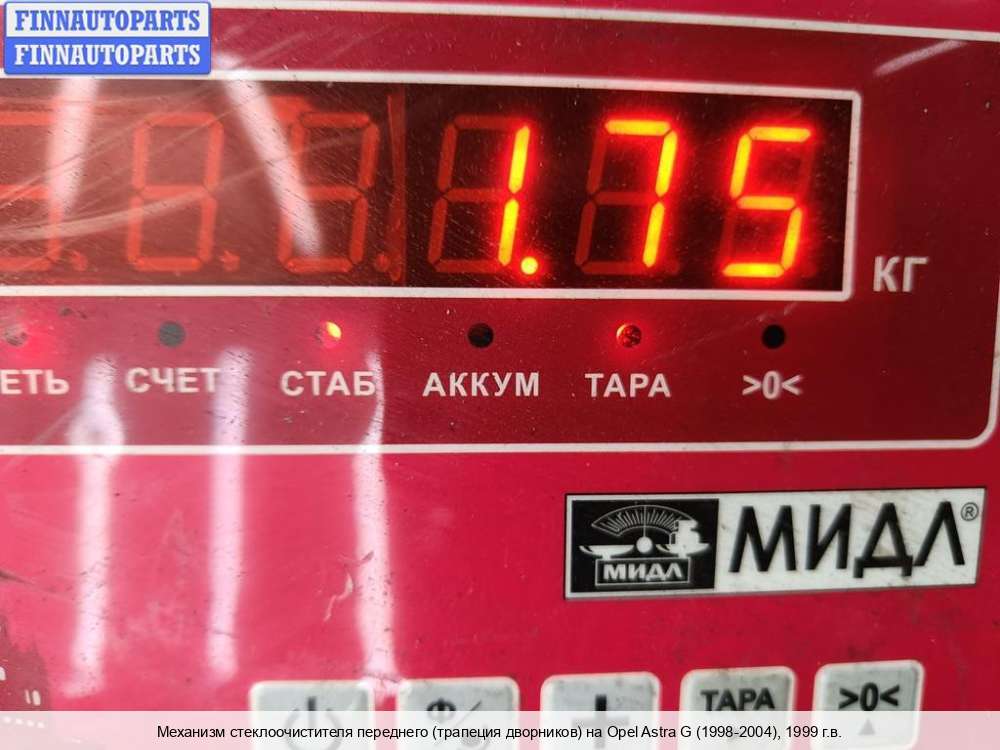 FINNAUTOPARTS
FINNAUTOPARTS
1.75
КГ
СЧЕТ СТАБ АККУМ ТАРА >0<
МИДЛ МИДЛ®
10
+ ТАРА >0<
Механизм стеклоочистителя переднего (трапеция дворников) на Opel Astra G (1998-2004), 1999 г.в.